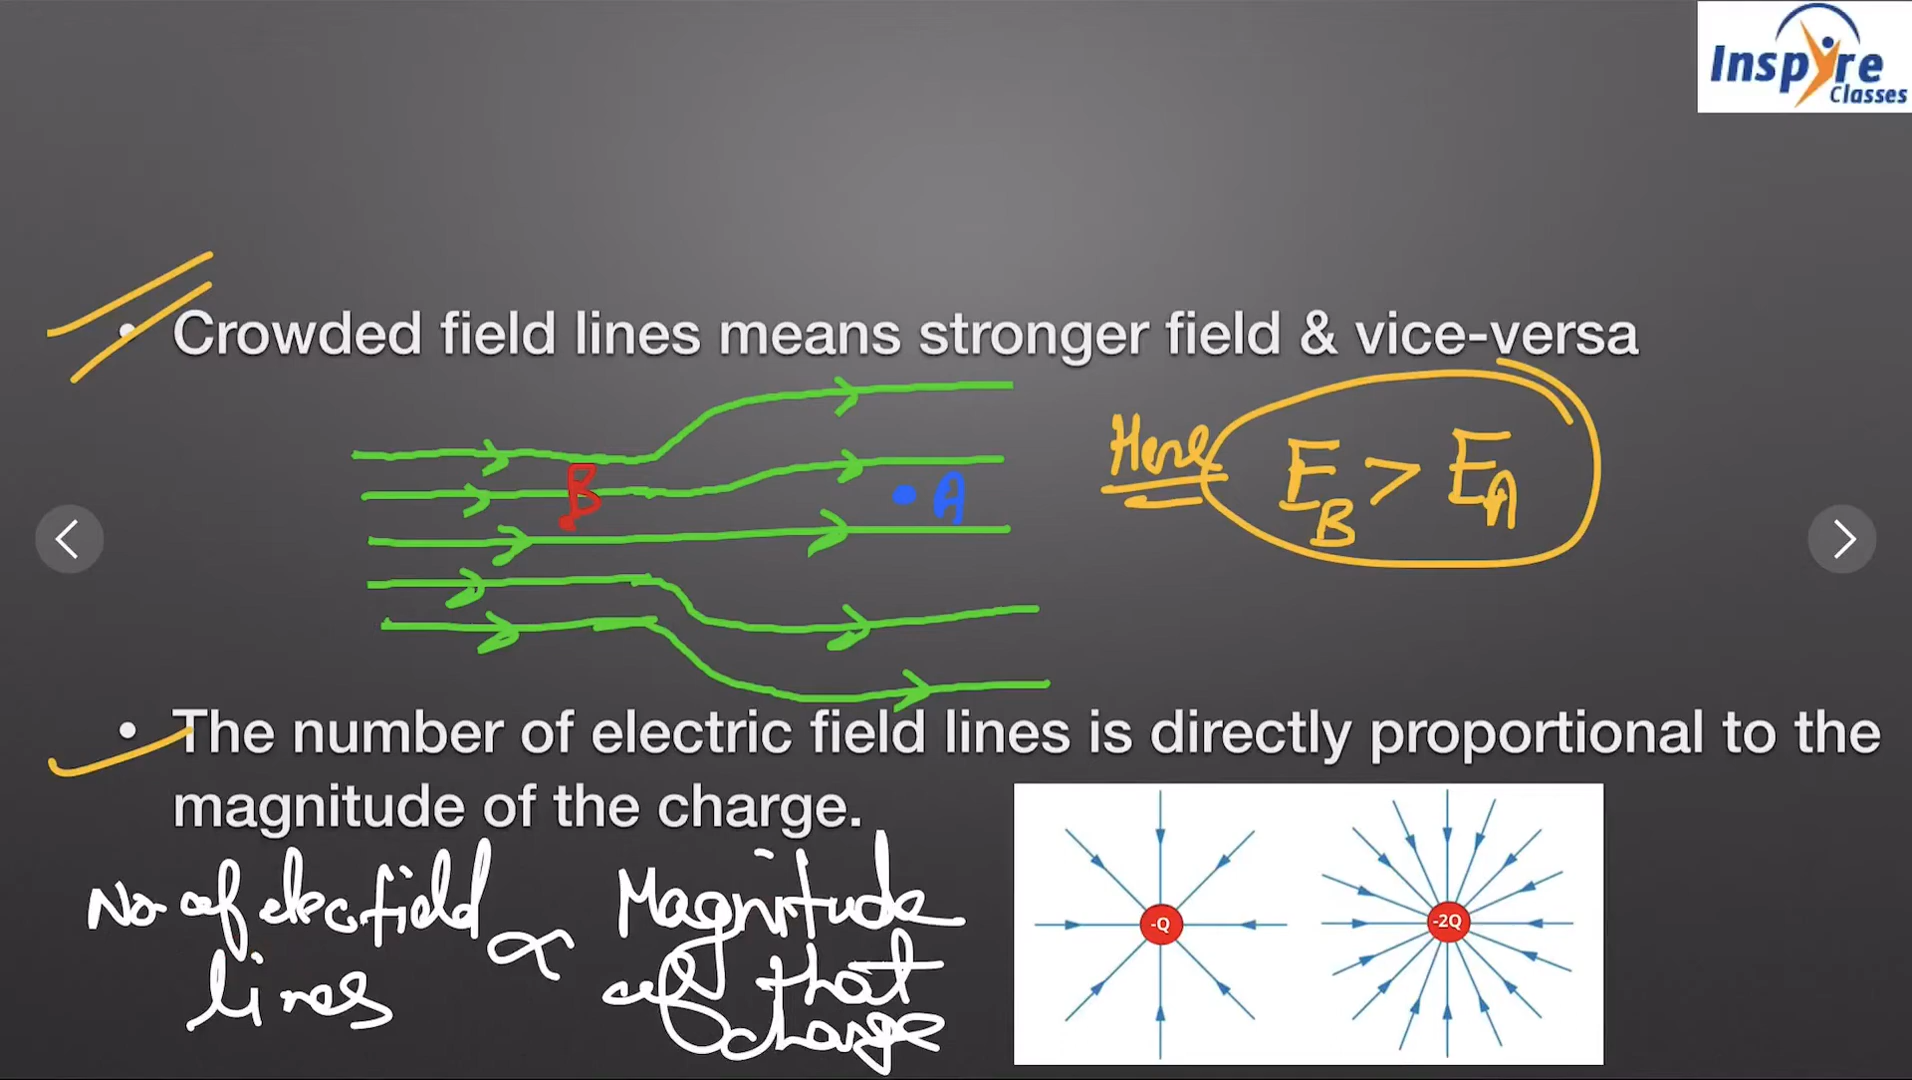 Inspyre
Classes
• Crowded field lines means stronger field & vice-versa
Here E_B > E_A
B
A
• The number of electric field lines is directly proportional to the
magnitude of the charge.
No of elec. field lines ∝ Magnitude of that charge
-Q
-2Q